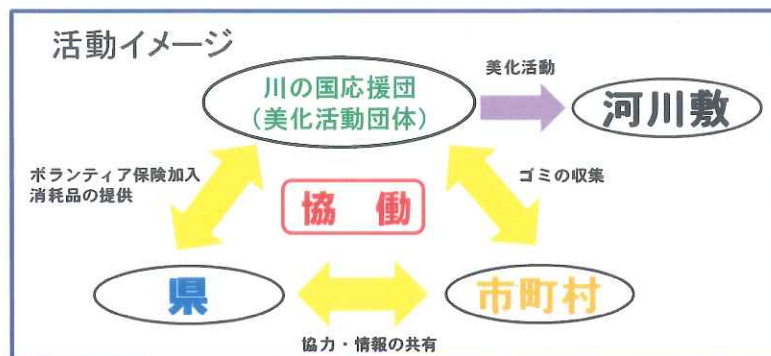 活動イメージ
川の国応援団
（美化活動団体）
美化活動
河川敷
ボランティア保険加入
消耗品の提供
ゴミの収集
協 働
県
市町村
協力・情報の共有